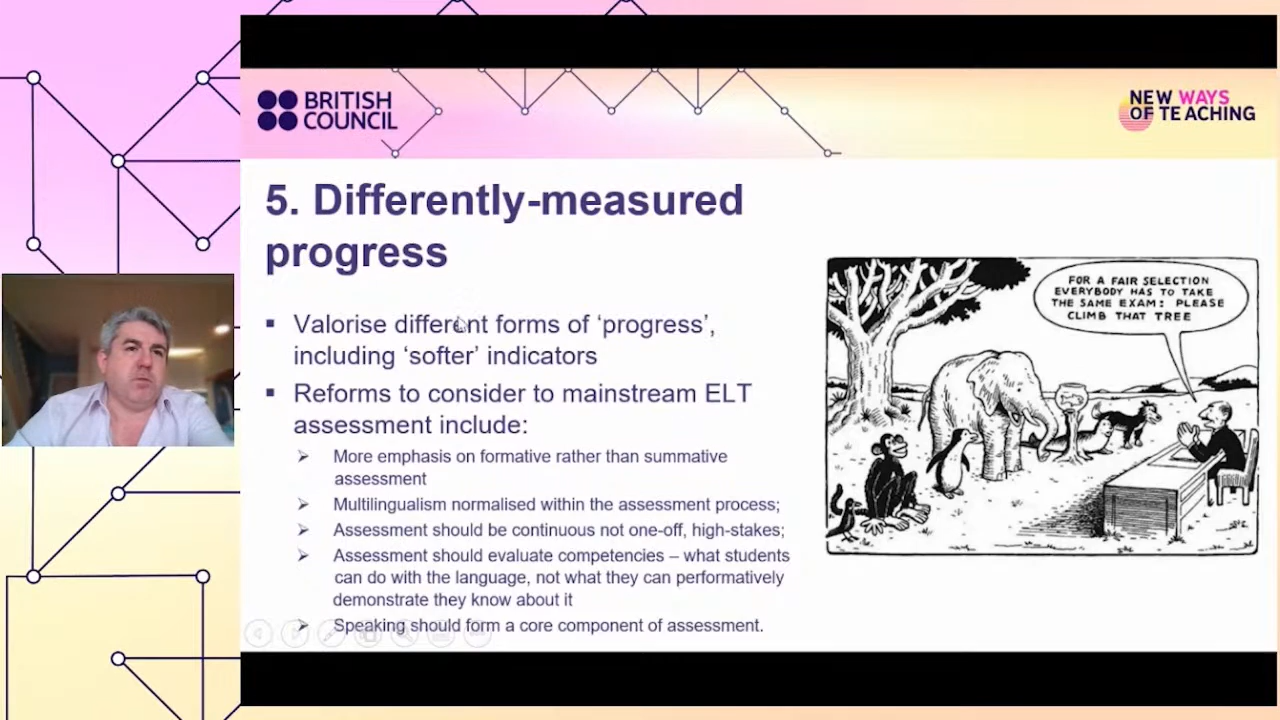 BRITISH
COUNCIL
NEW WAYS
OF TEACHING
5. Differently-measured
progress
▪ Valorise different forms of ‘progress’,
including ‘softer’ indicators
▪ Reforms to consider to mainstream ELT
assessment include:
➢ More emphasis on formative rather than summative
assessment
➢ Multilingualism normalised within the assessment process;
➢ Assessment should be continuous not one-off, high-stakes;
➢ Assessment should evaluate competencies – what students
can do with the language, not what they can performatively
demonstrate they know about it
➢ Speaking should form a core component of assessment.
FOR A FAIR SELECTION
EVERYBODY HAS TO TAKE
THE SAME EXAM: PLEASE
CLIMB THAT TREE